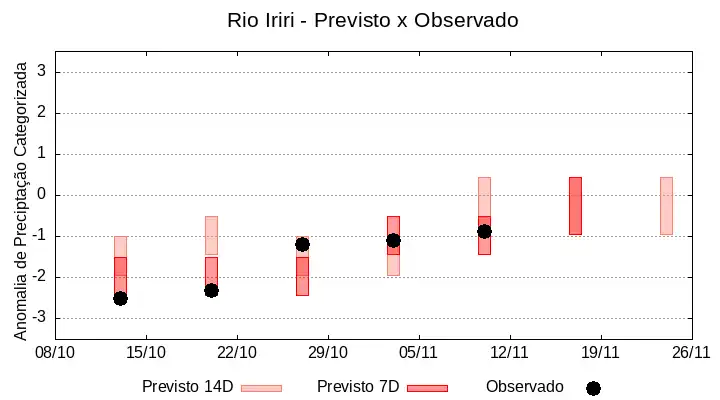 Rio Iriri - Previsto x Observado
Anomalia de Preciptação Categorizada
3
2
1
0
-1
-2
-3
08/10 15/10 22/10 29/10 05/11 12/11 19/11 26/11
Previsto 14D Previsto 7D Observado